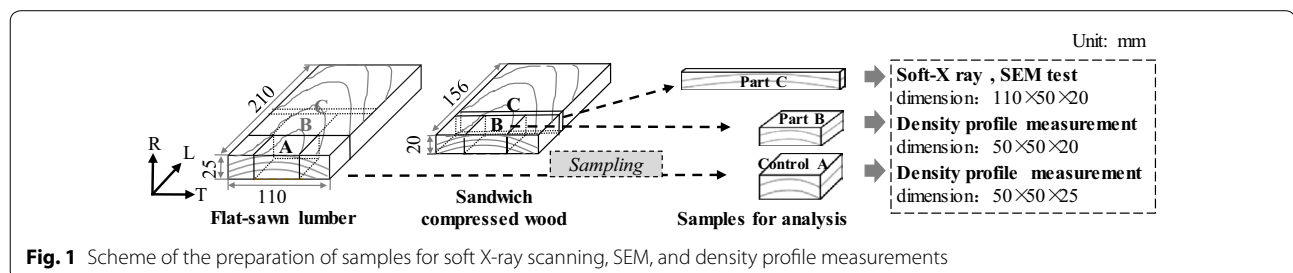 Unit: mm
210
C
B
A
R
L
T
25
110
Flat-sawn lumber
156
C
B
20
Sandwich
compressed wood
Sampling
Part C
Part B
Control A
Samples for analysis
Soft-X ray , SEM test
dimension: 110×50×20
Density profile measurement
dimension: 50×50×20
Density profile measurement
dimension: 50×50×25
Fig. 1 Scheme of the preparation of samples for soft X-ray scanning, SEM, and density profile measurements